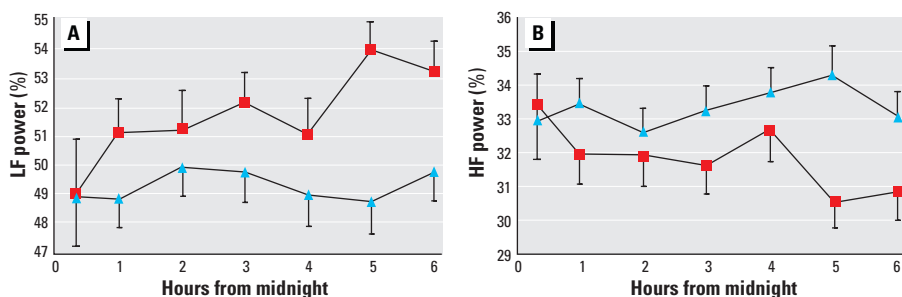 A
55
54
53
52
51
50
49
48
47
LF power (%)
0 1 2 3 4 5 6
Hours from midnight
B
36
35
34
33
32
31
30
29
HF power (%)
0 1 2 3 4 5 6
Hours from midnight